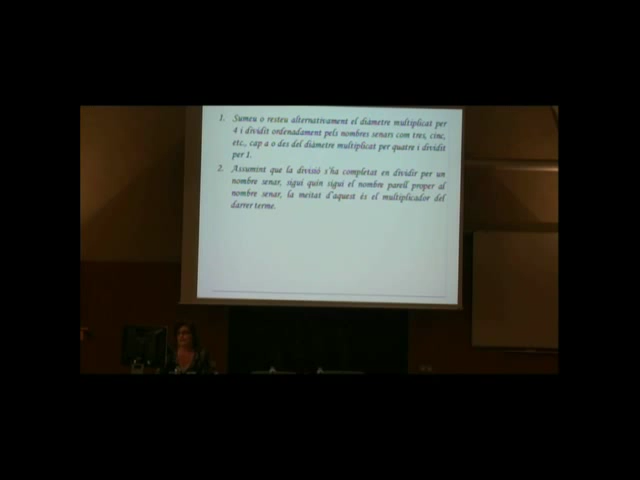 1. Sumeu o resteu alternativament el diàmetre multiplicat per
4 i dividit ordenadament pels nombres senars com tres, cinc,
etc., cap a o des del diàmetre multiplicat per quatre i dividit
per 1.
2. Assumint que la divisió s'ha completat en dividir per un
nombre senar, sigui quin sigui el nombre parell proper al
nombre senar, la meitat d'aquest és el multiplicador del
darrer terme.